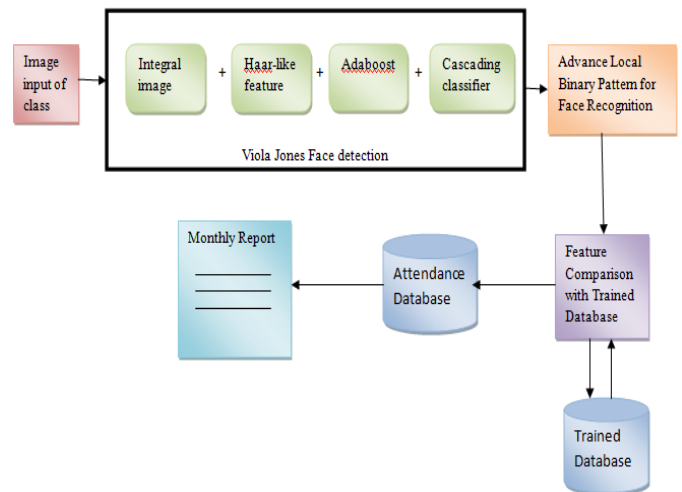 Image
input of
class
Integral
image
+
Haar-like
feature
+
Adaboost
+
Cascading
classifier
Viola Jones Face detection
Advance Local
Binary Pattern for
Face Recognition
Monthly Report
Attendance
Database
Feature
Comparison
with Trained
Database
Trained
Database